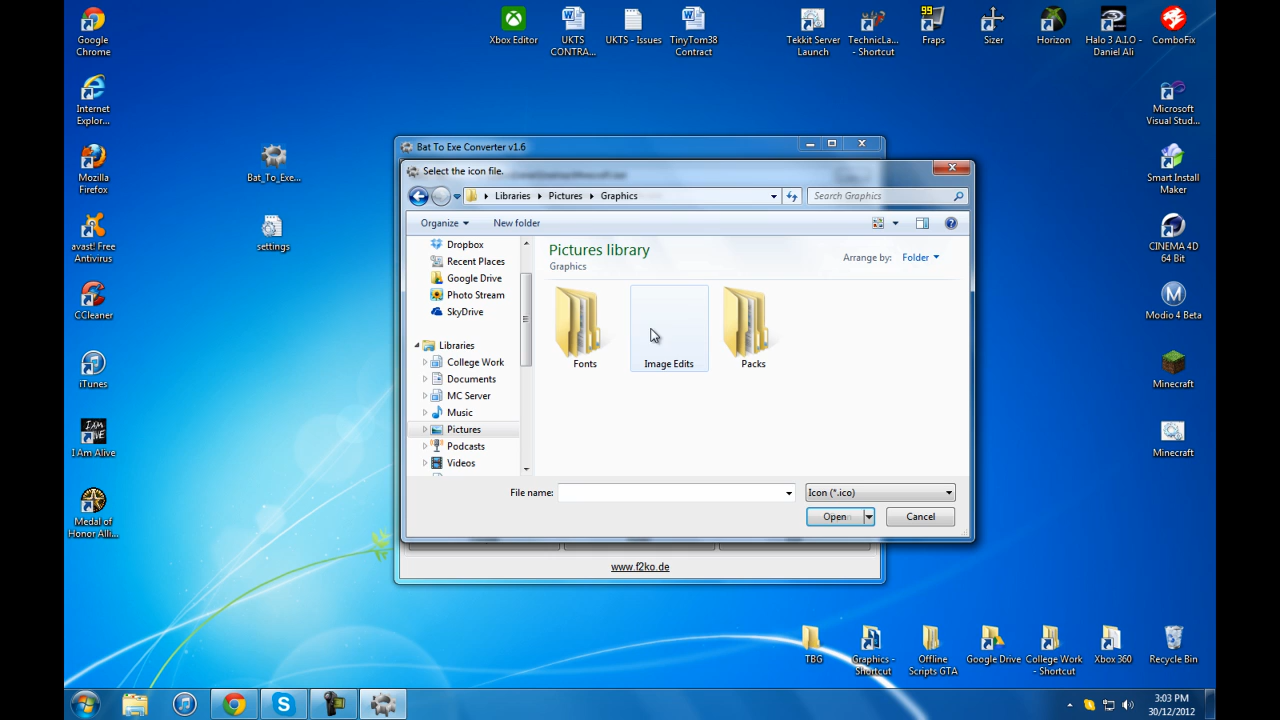 Google
Chrome
Internet
Explor...
Mozilla
Firefox
avast! Free
Antivirus
CCleaner
iTunes
I AM
ALIVE
I Am Alive
Medal of
Honor Alli...
Bat_To_Exe...
settings
Xbox Editor
UKTS
CONTRA...
UKTS - Issues
TinyTom38
Contract
Tekkit Server
Launch
TechnicLa...
- Shortcut
99
Fraps
Sizer
Horizon
Halo 3 A.I.O -
Daniel Ali
ComboFix
Microsoft
Visual Stud...
Smart Install
Maker
CINEMA 4D
64 Bit
Modio 4 Beta
Minecraft
Minecraft
Bat To Exe Converter v1.6
Select the icon file.
Libraries
Pictures
Graphics
Search Graphics
Organize
New folder
Dropbox
Recent Places
Google Drive
Photo Stream
SkyDrive
Libraries
College Work
Documents
MC Server
Music
Pictures
Podcasts
Videos
Pictures library
Graphics
Arrange by: Folder
Fonts
Image Edits
Packs
File name:
Icon (*.ico)
Open
Cancel
www.f2ko.de
TBG
Graphics -
Shortcut
Offline
Scripts GTA
Google Drive
College Work
- Shortcut
Xbox 360
Recycle Bin
3:03 PM
30/12/2012